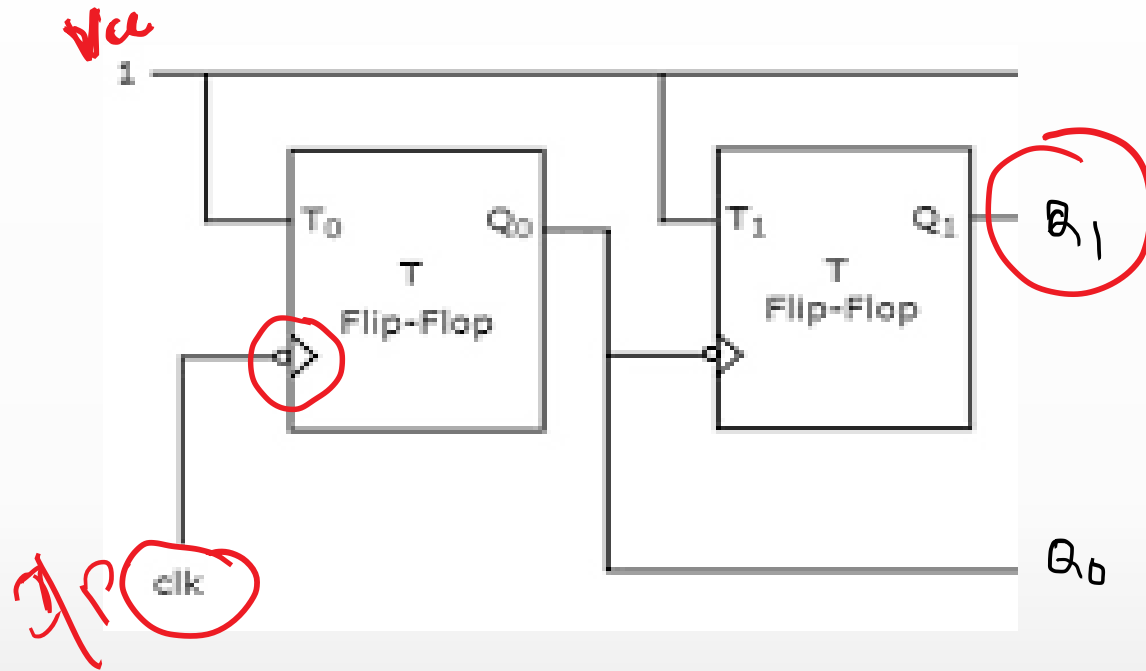 Vcc
1
T0 Q0 T1 Q1 Q1
T T
Flip-Flop Flip-Flop
I/P clk Q0